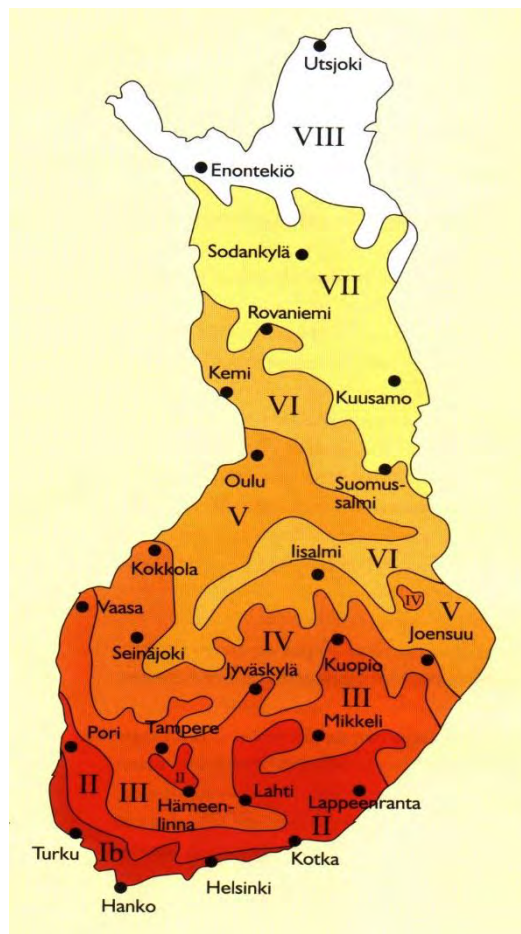 Utsjoki
VIII
Enontekiö
Sodankylä
VII
Rovaniemi
Kemi
Kuusamo
VI
Oulu
Suomus-
salmi
V
Iisalmi
VI
Kokkola
IV
V
Vaasa
Joensuu
IV
Seinäjoki
Kuopio
Jyväskylä
III
Mikkeli
Tampere
Pori
II
II
III
Lahti
Lappeenranta
Hämeen-
linna
II
Turku
Ib
Kotka
Helsinki
Hanko